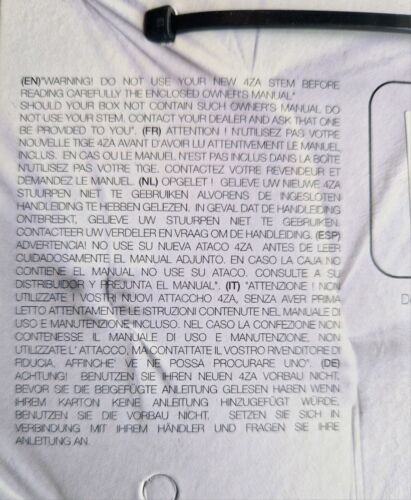 (EN)"WARNING! DO NOT USE YOUR NEW 4ZA STEM BEFORE
READING CAREFULLY THE ENCLOSED OWNER'S MANUAL"
SHOULD YOUR BOX NOT CONTAIN SUCH OWNER'S MANUAL DO
NOT USE YOUR STEM. CONTACT YOUR DEALER AND ASK THAT ONE
BE PROVIDED TO YOU". (FR) ATTENTION ! N'UTILISEZ PAS VOTRE
NOUVELLE TIGE 4ZA AVANT D'AVOIR LU ATTENTIVEMENT LE MANUEL
INCLUS. EN CAS OU LE MANUEL N'EST PAS INCLUS DANS LA BOÎTE
N'UTILISEZ PAS VOTRE TIGE. CONTACTEZ VOTRE REVENDEUR ET
DEMANDEZ LE MANUEL. (NL) OPGELET ! GELIEVE UW NIEUWE 4ZA
STUURPEN NIET TE GEBRUIKEN ALVORENS DE INGESLOTEN
HANDLEIDING TE HEBBEN GELEZEN. IN GEVAL DAT DE HANDLEIDING
ONTBREEKT, GELIEVE UW STUURPEN NIET TE GEBRUIKEN.
CONTACTEER UW VERDELER EN VRAAG OM DE HANDLEIDING. (ESP)
ADVERTENCIA! NO USE SU NUEVA ATACO 4ZA ANTES DE LEER
CUIDADOSAMENTE EL MANUAL ADJUNTO. EN CASO LA CAJA NO
CONTIENE EL MANUAL NO USE SU ATACO. CONSULTE A SU
DISTRIBUIDOR Y PREJUNTA EL MANUAL". (IT) "ATTENZIONE ! NON
UTILIZZATE I VOSTRI NUOVI ATTACCHO 4ZA, SENZA AVER PRIMA
LETTO ATTENTAMENTE LE ISTRUZIONI CONTENUTE NEL MANUALE DI
USO E MANUTENZIONE INCLUSO. NEL CASO LA CONFEZIONE NON
CONTENESSE IL MANUALE DI USO E MANUTENZIONE, NON
UTILIZZATE L' ATTACCO, MA CONTATTATE IL VOSTRO RIVENDITORE DI
FIDUCIA, AFFINCHE' VE NE POSSA PROCURARE UNO". (DE)
ACHTUNG! BENUTZEN SIE IHREN NEUEN 4ZA VORBAU NICHT,
BEVOR SIE DIE BEIGEFÜGTE ANLEITUNG GELESEN HABEN WENN
IHREM KARTON KEINE ANLEITUNG HINZUGEFÜGT WÜRDE,
BENUTZEN SIE DIE VORBAU NICHT. SETZEN SIE SICH IN
VERBINDUNG MIT IHREM HÄNDLER UND FRAGEN SIE IHRE
ANLEITUNG AN.